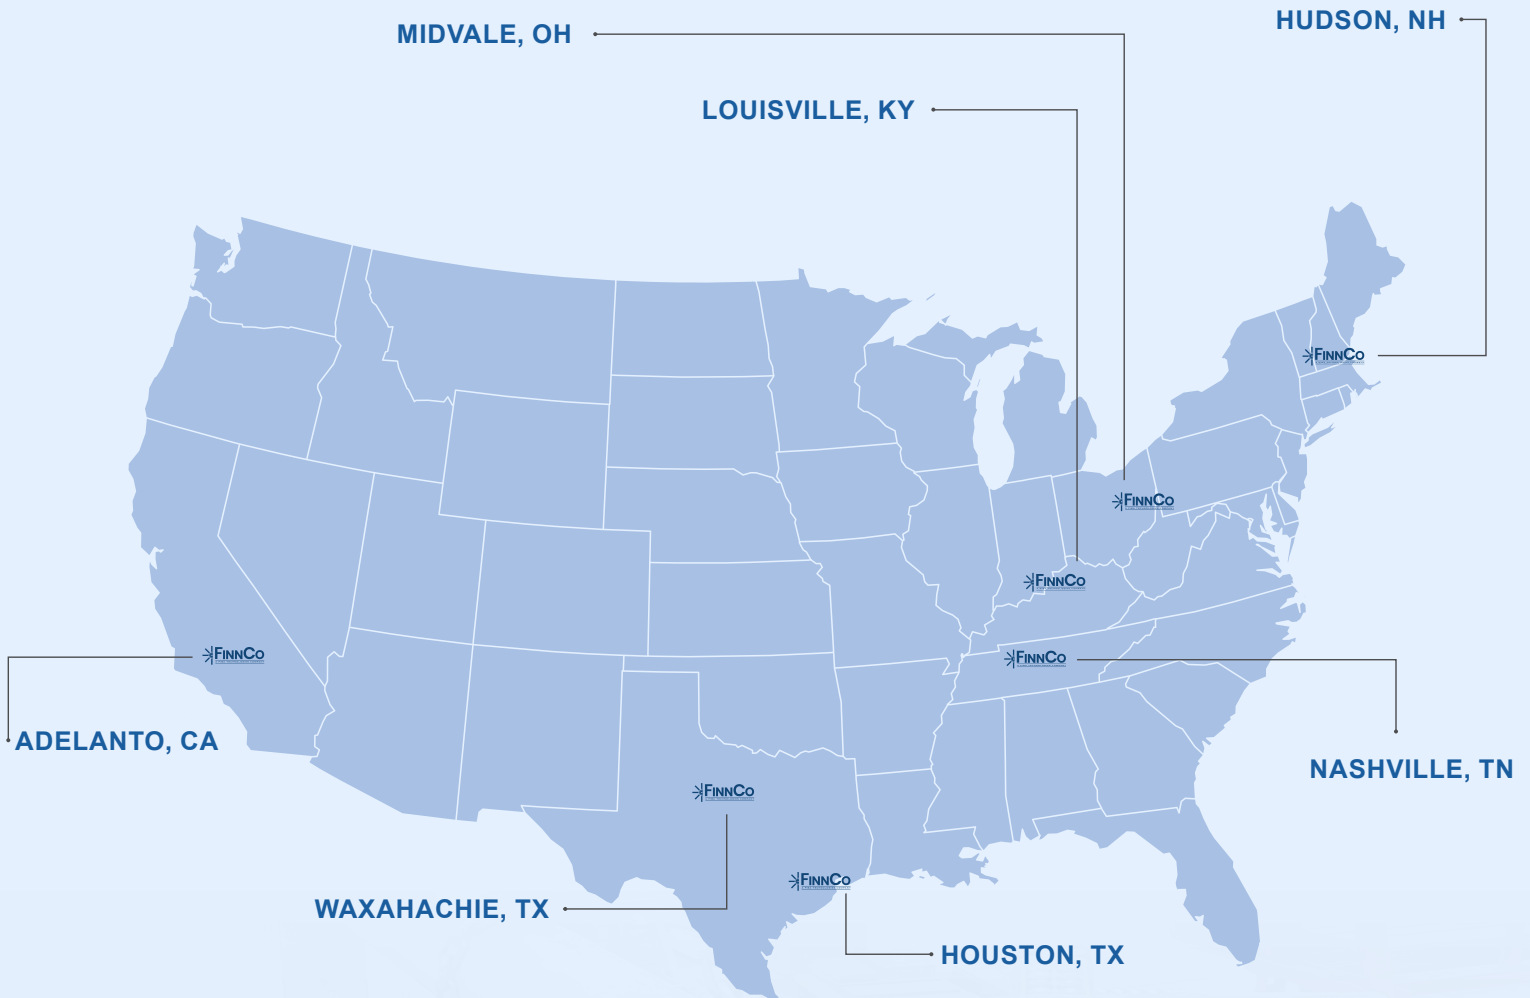 HUDSON, NH
MIDVALE, OH
LOUISVILLE, KY
FINNCO
FINNCO
FINNCO
FINNCO
FINNCO
ADELANTO, CA
NASHVILLE, TN
FINNCO
FINNCO
WAXAHACHIE, TX
HOUSTON, TX